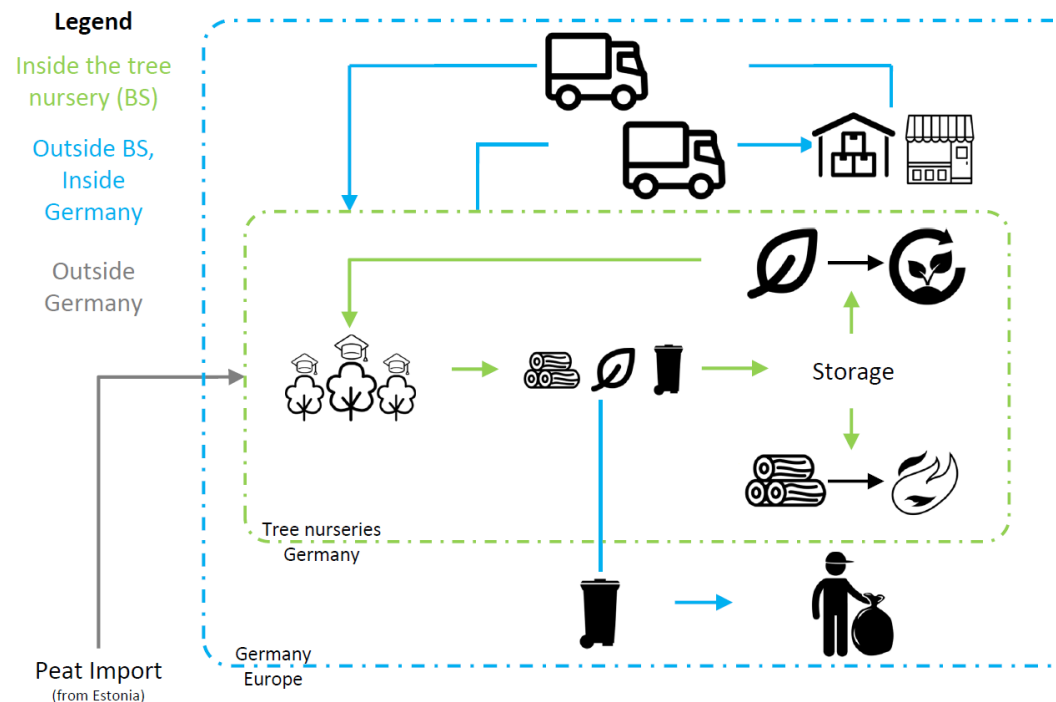 Legend
Inside the tree
nursery (BS)
Outside BS,
Inside
Germany
Outside
Germany
Storage
Tree nurseries
Germany
Germany
Europe
Peat Import
(from Estonia)